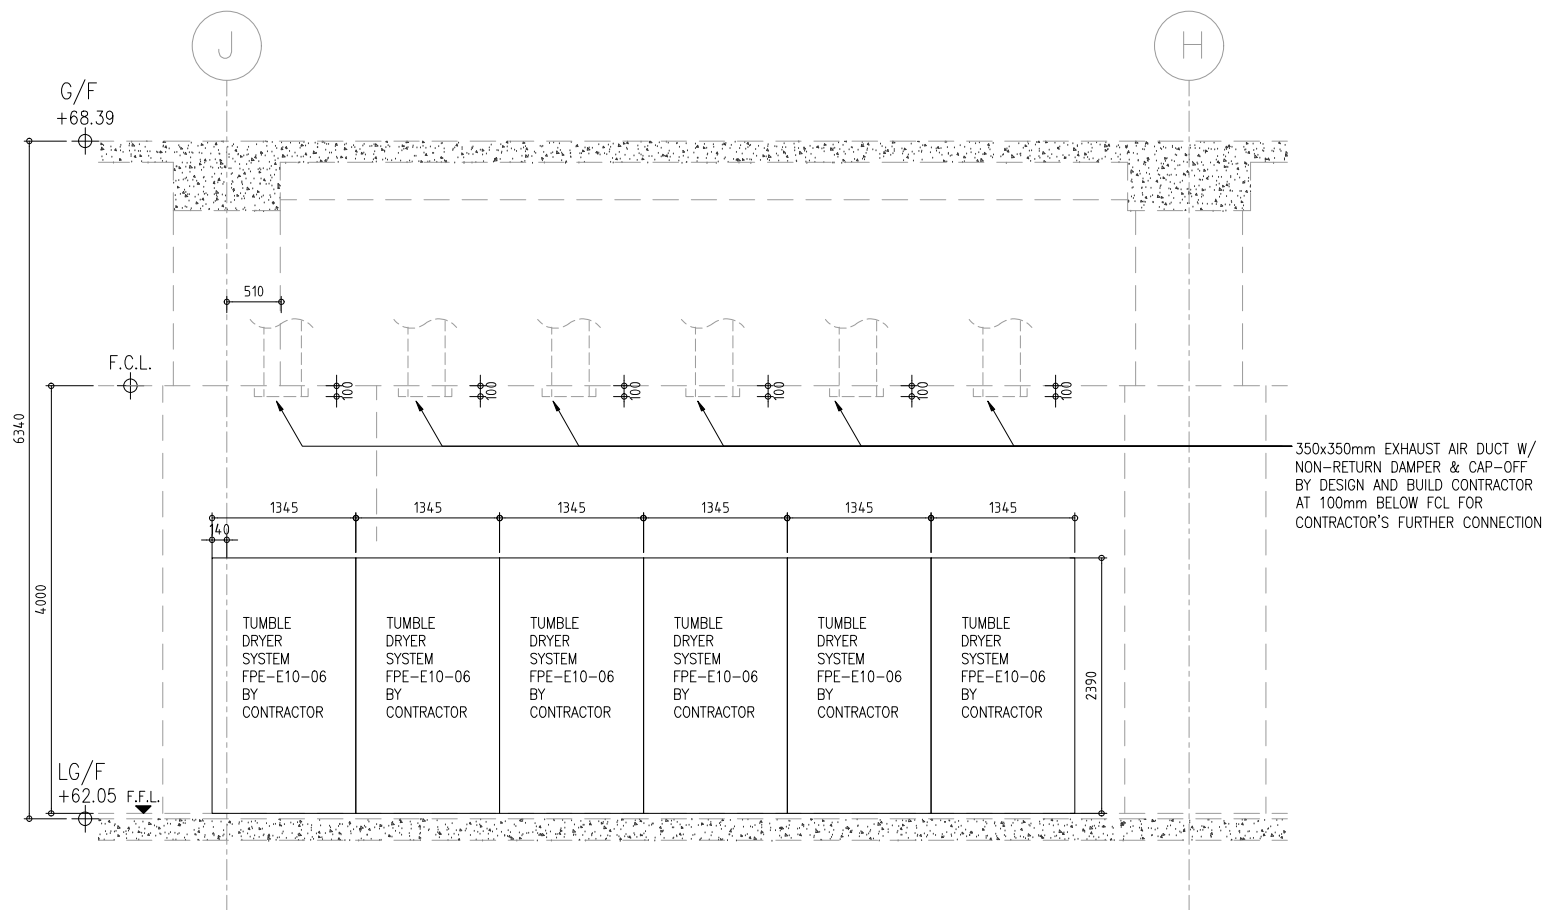 J
H
G/F
+68.39
510
F.C.L.
100
100
100
100
100
100
6340
350x350mm EXHAUST AIR DUCT W/
NON-RETURN DAMPER & CAP-OFF
BY DESIGN AND BUILD CONTRACTOR
AT 100mm BELOW FCL FOR
CONTRACTOR'S FURTHER CONNECTION
1345
1345
1345
1345
1345
1345
140
4000
TUMBLE
DRYER
SYSTEM
FPE-E10-06
BY
CONTRACTOR
TUMBLE
DRYER
SYSTEM
FPE-E10-06
BY
CONTRACTOR
TUMBLE
DRYER
SYSTEM
FPE-E10-06
BY
CONTRACTOR
TUMBLE
DRYER
SYSTEM
FPE-E10-06
BY
CONTRACTOR
TUMBLE
DRYER
SYSTEM
FPE-E10-06
BY
CONTRACTOR
TUMBLE
DRYER
SYSTEM
FPE-E10-06
BY
CONTRACTOR
2390
LG/F
+62.05
F.F.L.